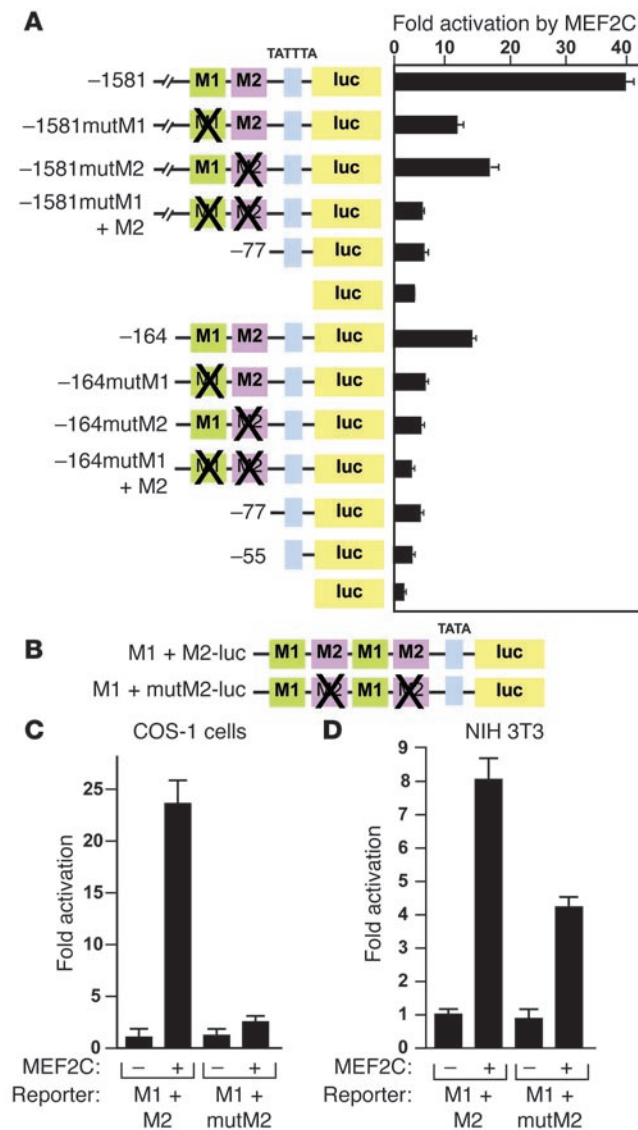 A
Fold activation by MEF2C
TATTTA
0 10 20 30 40
–1581 M1 M2 luc
–1581mutM1 M1 M2 luc
–1581mutM2 M1 M2 luc
–1581mutM1 + M2 M1 M2 luc
–77 luc
luc
–164 M1 M2 luc
–164mutM1 M1 M2 luc
–164mutM2 M1 M2 luc
–164mutM1 + M2 M1 M2 luc
–77 luc
–55 luc
luc
B
TATA
M1 + M2-luc M1 M2 M1 M2 luc
M1 + mutM2-luc M1 M2 M1 M2 luc
C
COS-1 cells
Fold activation
25
20
15
10
5
0
MEF2C: – + – +
Reporter: M1 + M2 M1 + mutM2
D
NIH 3T3
Fold activation
9
8
7
6
5
4
3
2
1
0
MEF2C: – + – +
Reporter: M1 + M2 M1 + mutM2